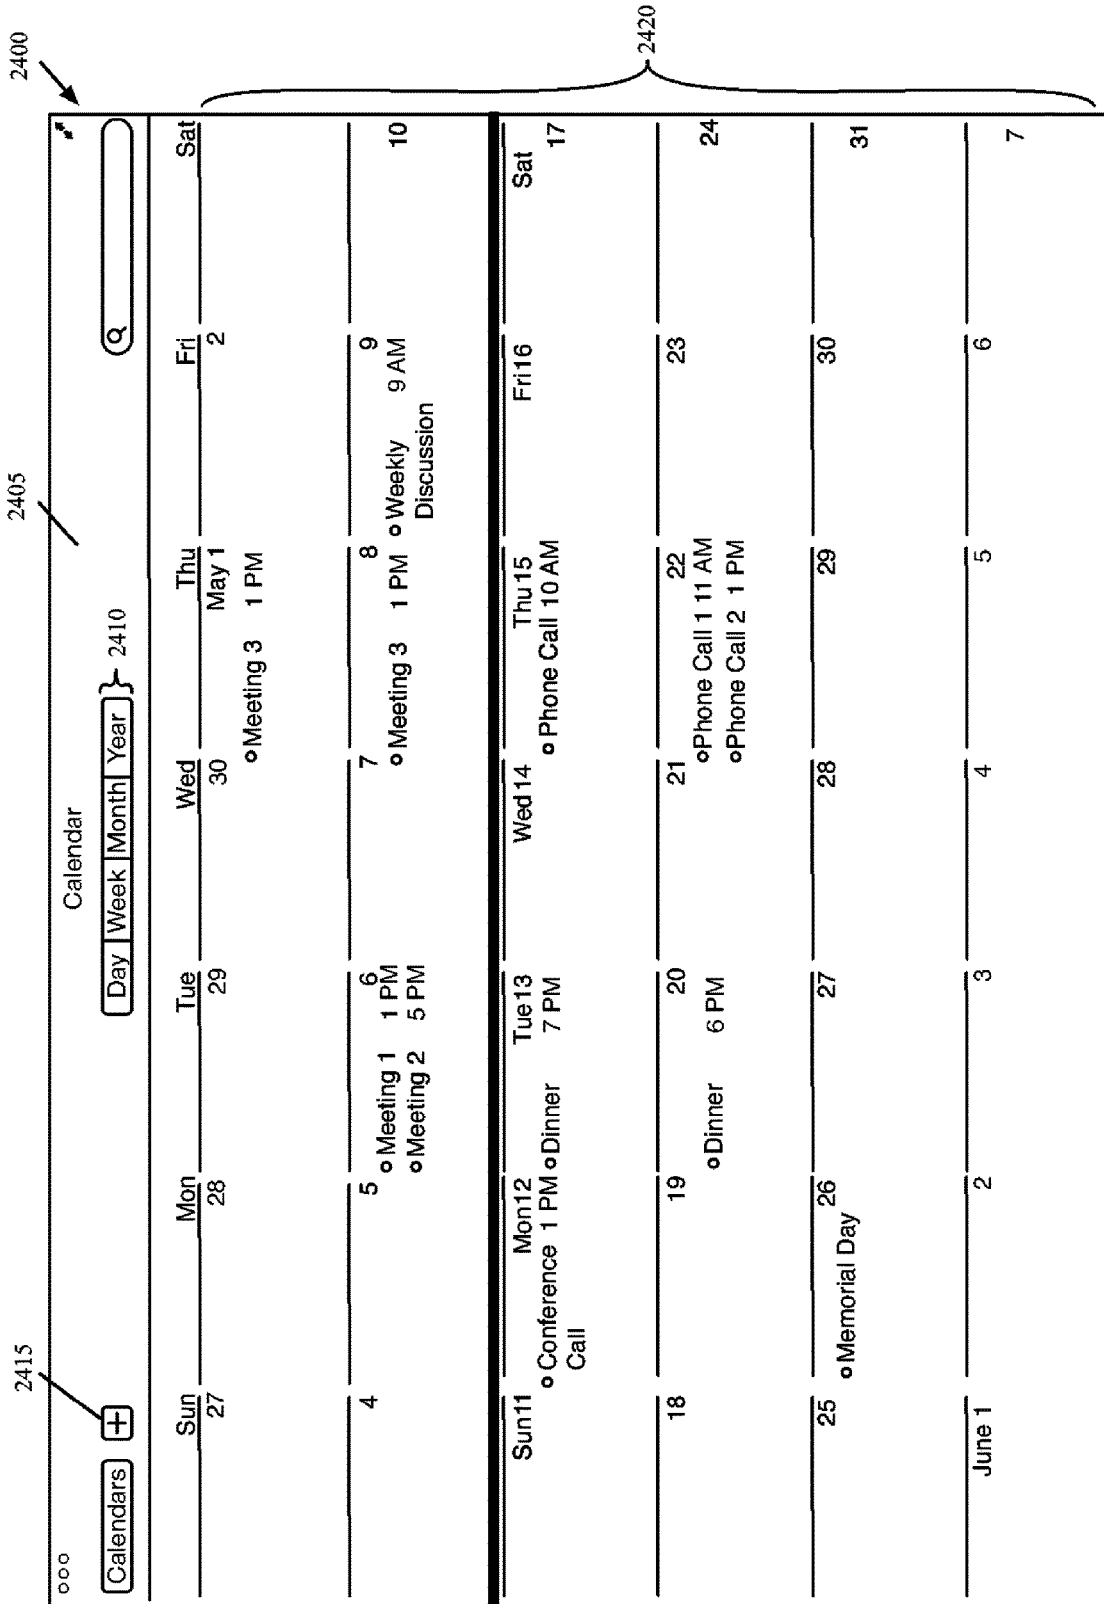 2400
2405
Calendar
2415
Calendars +
Day Week Month Year
2410
2420
Sun Mon Tue Wed Thu Fri Sat
27 28 29 30 May 1 2
Meeting 3 1 PM
4 5 6 7 8 9 10
Meeting 1 1 PM
Meeting 2 5 PM
Meeting 3 1 PM
Weekly 9 AM
Discussion
Sun11 Mon12 Tue13 Wed14 Thu15 Fri16 Sat 17
Conference 1 PM
Call
Dinner 7 PM
Phone Call 10 AM
18 19 20 21 22 23 24
Dinner 6 PM
Phone Call 1 11 AM
Phone Call 2 1 PM
25 26 27 28 29 30 31
Memorial Day
June 1 2 3 4 5 6 7